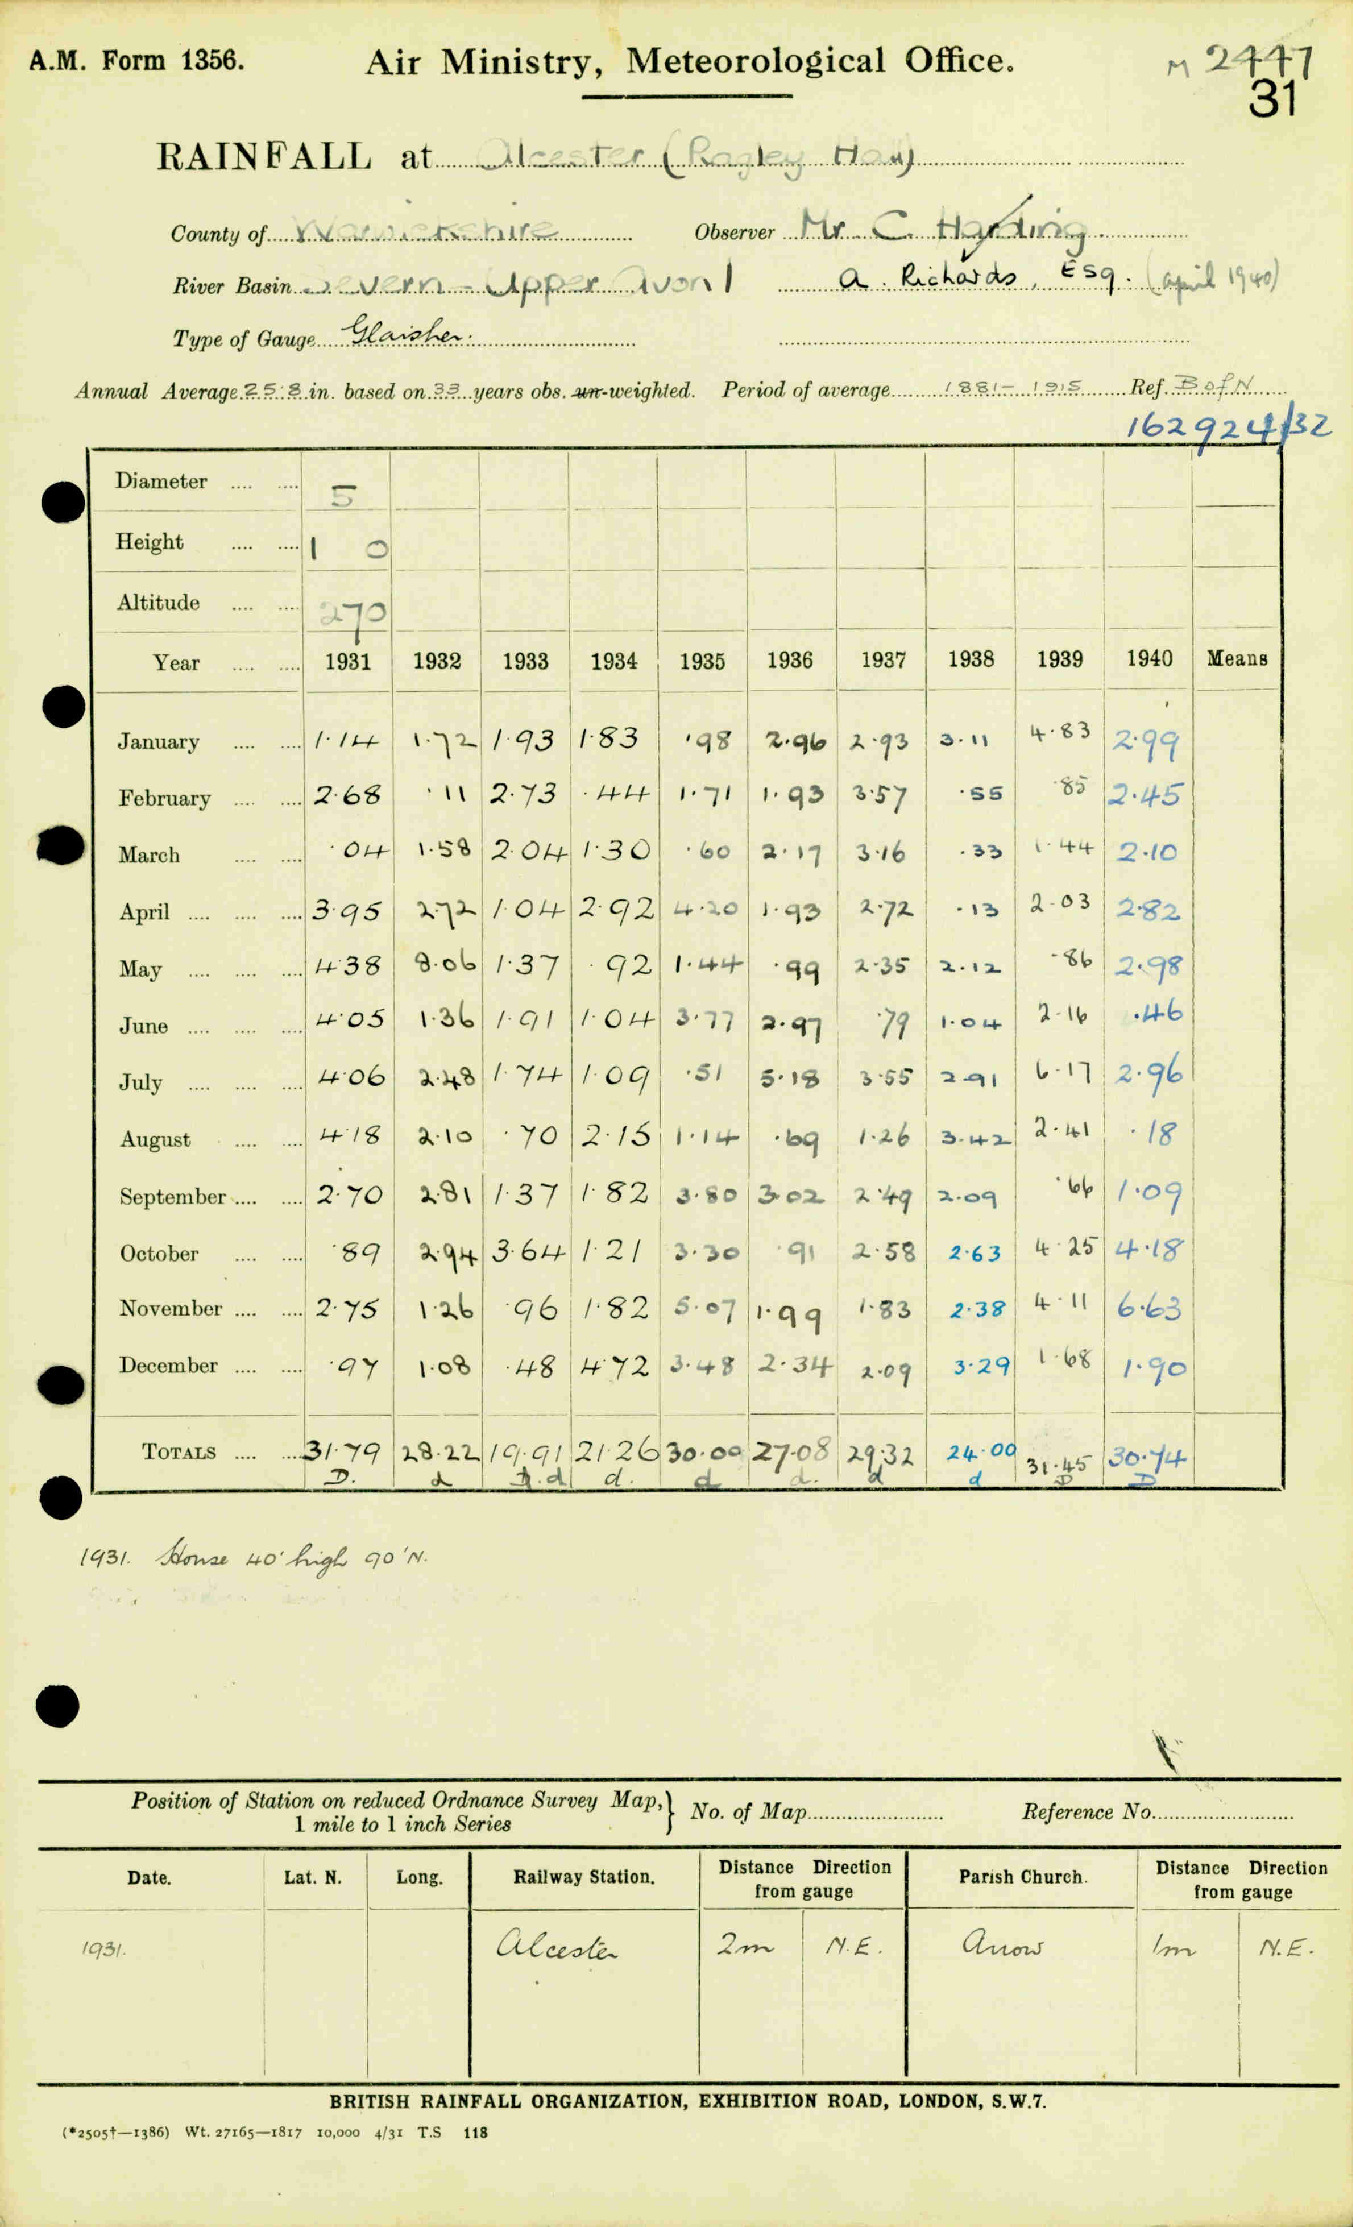 A.M. Form 1356. Air Ministry, Meteorological Office. M 2447
31
RAINFALL at Alcester (Ragley Hall)
County of Warwickshire Observer Mr C. Harding
River Basin Severn - Upper Avon 1 A. Richards, Esq. (April 1940)
Type of Gauge Glaisher.
Annual Average 25.8 in. based on 33 years obs. un-weighted. Period of average 1881-1915 Ref. B of N
162924/32
Diameter .... .... 5
Height .... .... 1 0
Altitude .... .... 270
Year .... .... 1931 1932 1933 1934 1935 1936 1937 1938 1939 1940 Means
January .... .... 1.14 1.72 1.93 1.83 .98 2.96 2.93 3.11 4.83 2.99
February .... .... 2.68 .11 2.73 .44 1.71 1.93 3.57 .55 .85 2.45
March .... .... .04 1.58 2.04 1.30 .60 2.17 3.16 .33 1.44 2.10
April .... .... .... 3.95 2.72 1.04 2.92 4.20 1.93 2.72 .13 2.03 2.82
May .... .... .... 4.38 8.06 1.37 .92 1.44 .99 2.35 2.12 .86 2.98
June .... .... .... 4.05 1.36 1.91 1.04 3.77 2.97 .79 1.04 2.16 .46
July .... .... .... 4.06 2.48 1.74 1.09 .51 5.18 3.55 2.91 6.17 2.96
August .... .... 4.18 2.10 .70 2.15 1.14 .69 1.26 3.42 2.41 .18
September .... .... 2.70 2.81 1.37 1.82 3.80 3.02 2.49 2.09 .66 1.09
October .... .... .89 2.94 3.64 1.21 3.30 .91 2.58 2.63 4.25 4.18
November .... .... 2.75 1.26 .96 1.82 5.07 1.99 1.83 2.38 4.11 6.63
December .... .... .97 1.08 .48 4.72 3.48 2.34 2.09 3.29 1.68 1.90
TOTALS .... .... 31.79 28.22 19.91 21.26 30.00 27.08 29.32 24.00 31.45 30.74
D. d D.d d. d d. d d D D
1931. House 40' high 90' N.
Position of Station on reduced Ordnance Survey Map,} No. of Map Reference No.
1 mile to 1 inch Series
Date. Lat. N. Long. Railway Station. Distance Direction from gauge Parish Church. Distance Direction from gauge
1931. Alcester 2m N.E. Arrow 1m N.E.
BRITISH RAINFALL ORGANIZATION, EXHIBITION ROAD, LONDON, S.W.7.
(*2505†—1386) Wt. 27165—1817 10,000 4/31 T.S 118